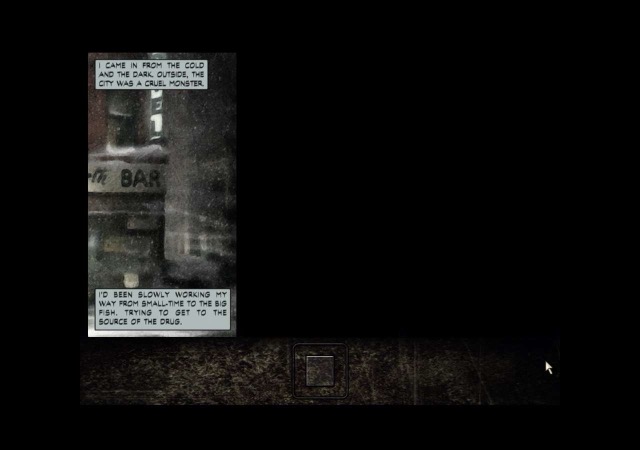 I CAME IN FROM THE COLD
AND THE DARK. OUTSIDE, THE
CITY WAS A CRUEL MONSTER.
BAR
I'D BEEN SLOWLY WORKING MY
WAY FROM SMALL-TIME TO THE BIG
FISH. TRYING TO GET TO THE
SOURCE OF THE DRUG.